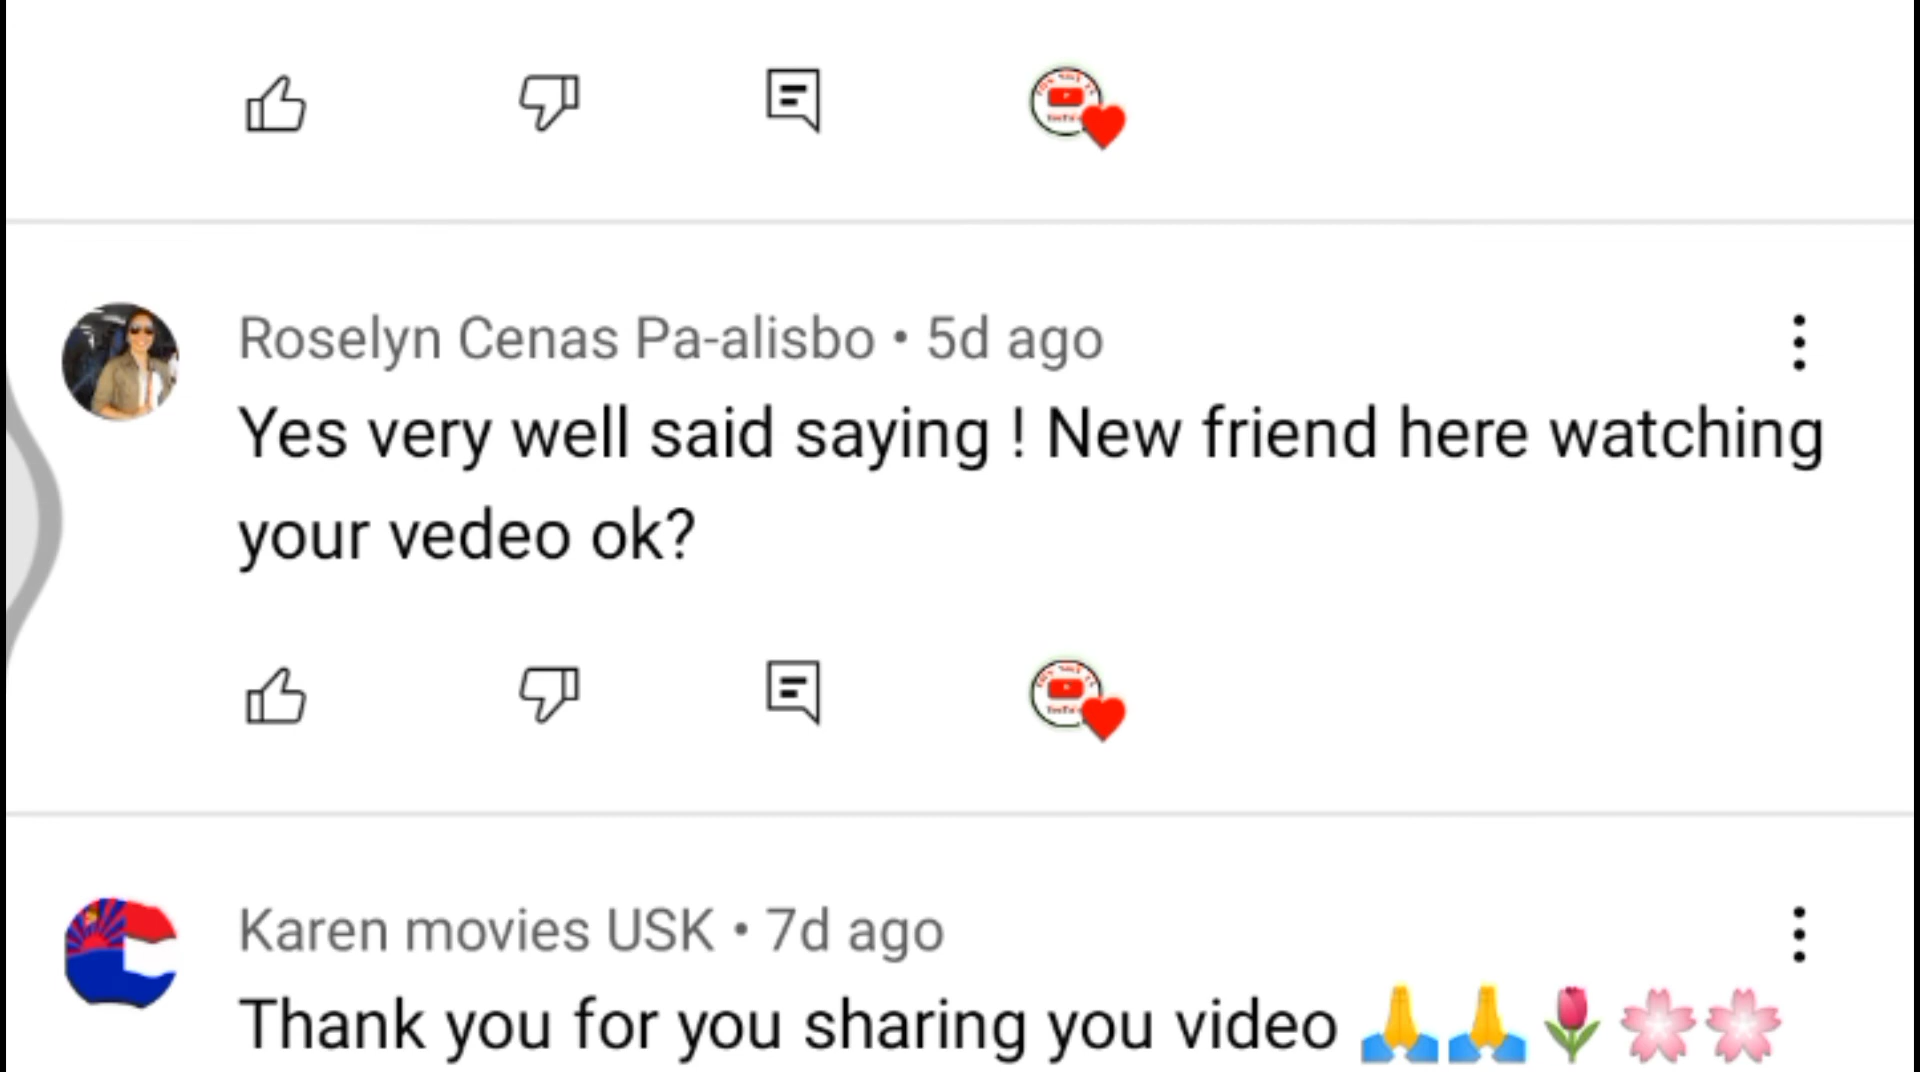 Roselyn Cenas Pa-alisbo • 5d ago
Yes very well said saying ! New friend here watching
your vedeo ok?
Karen movies USK • 7d ago
Thank you for you sharing you video 🙏🙏🌷🌸🌸